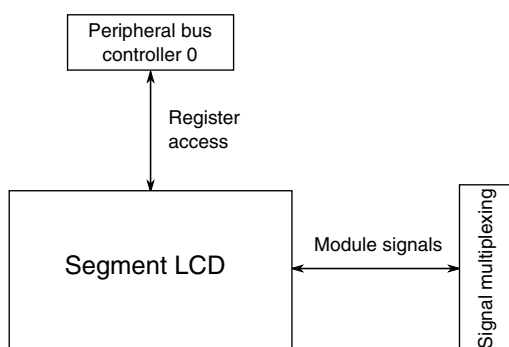 Peripheral bus
controller 0
Register
access
Segment LCD
Module signals
Signal multiplexing